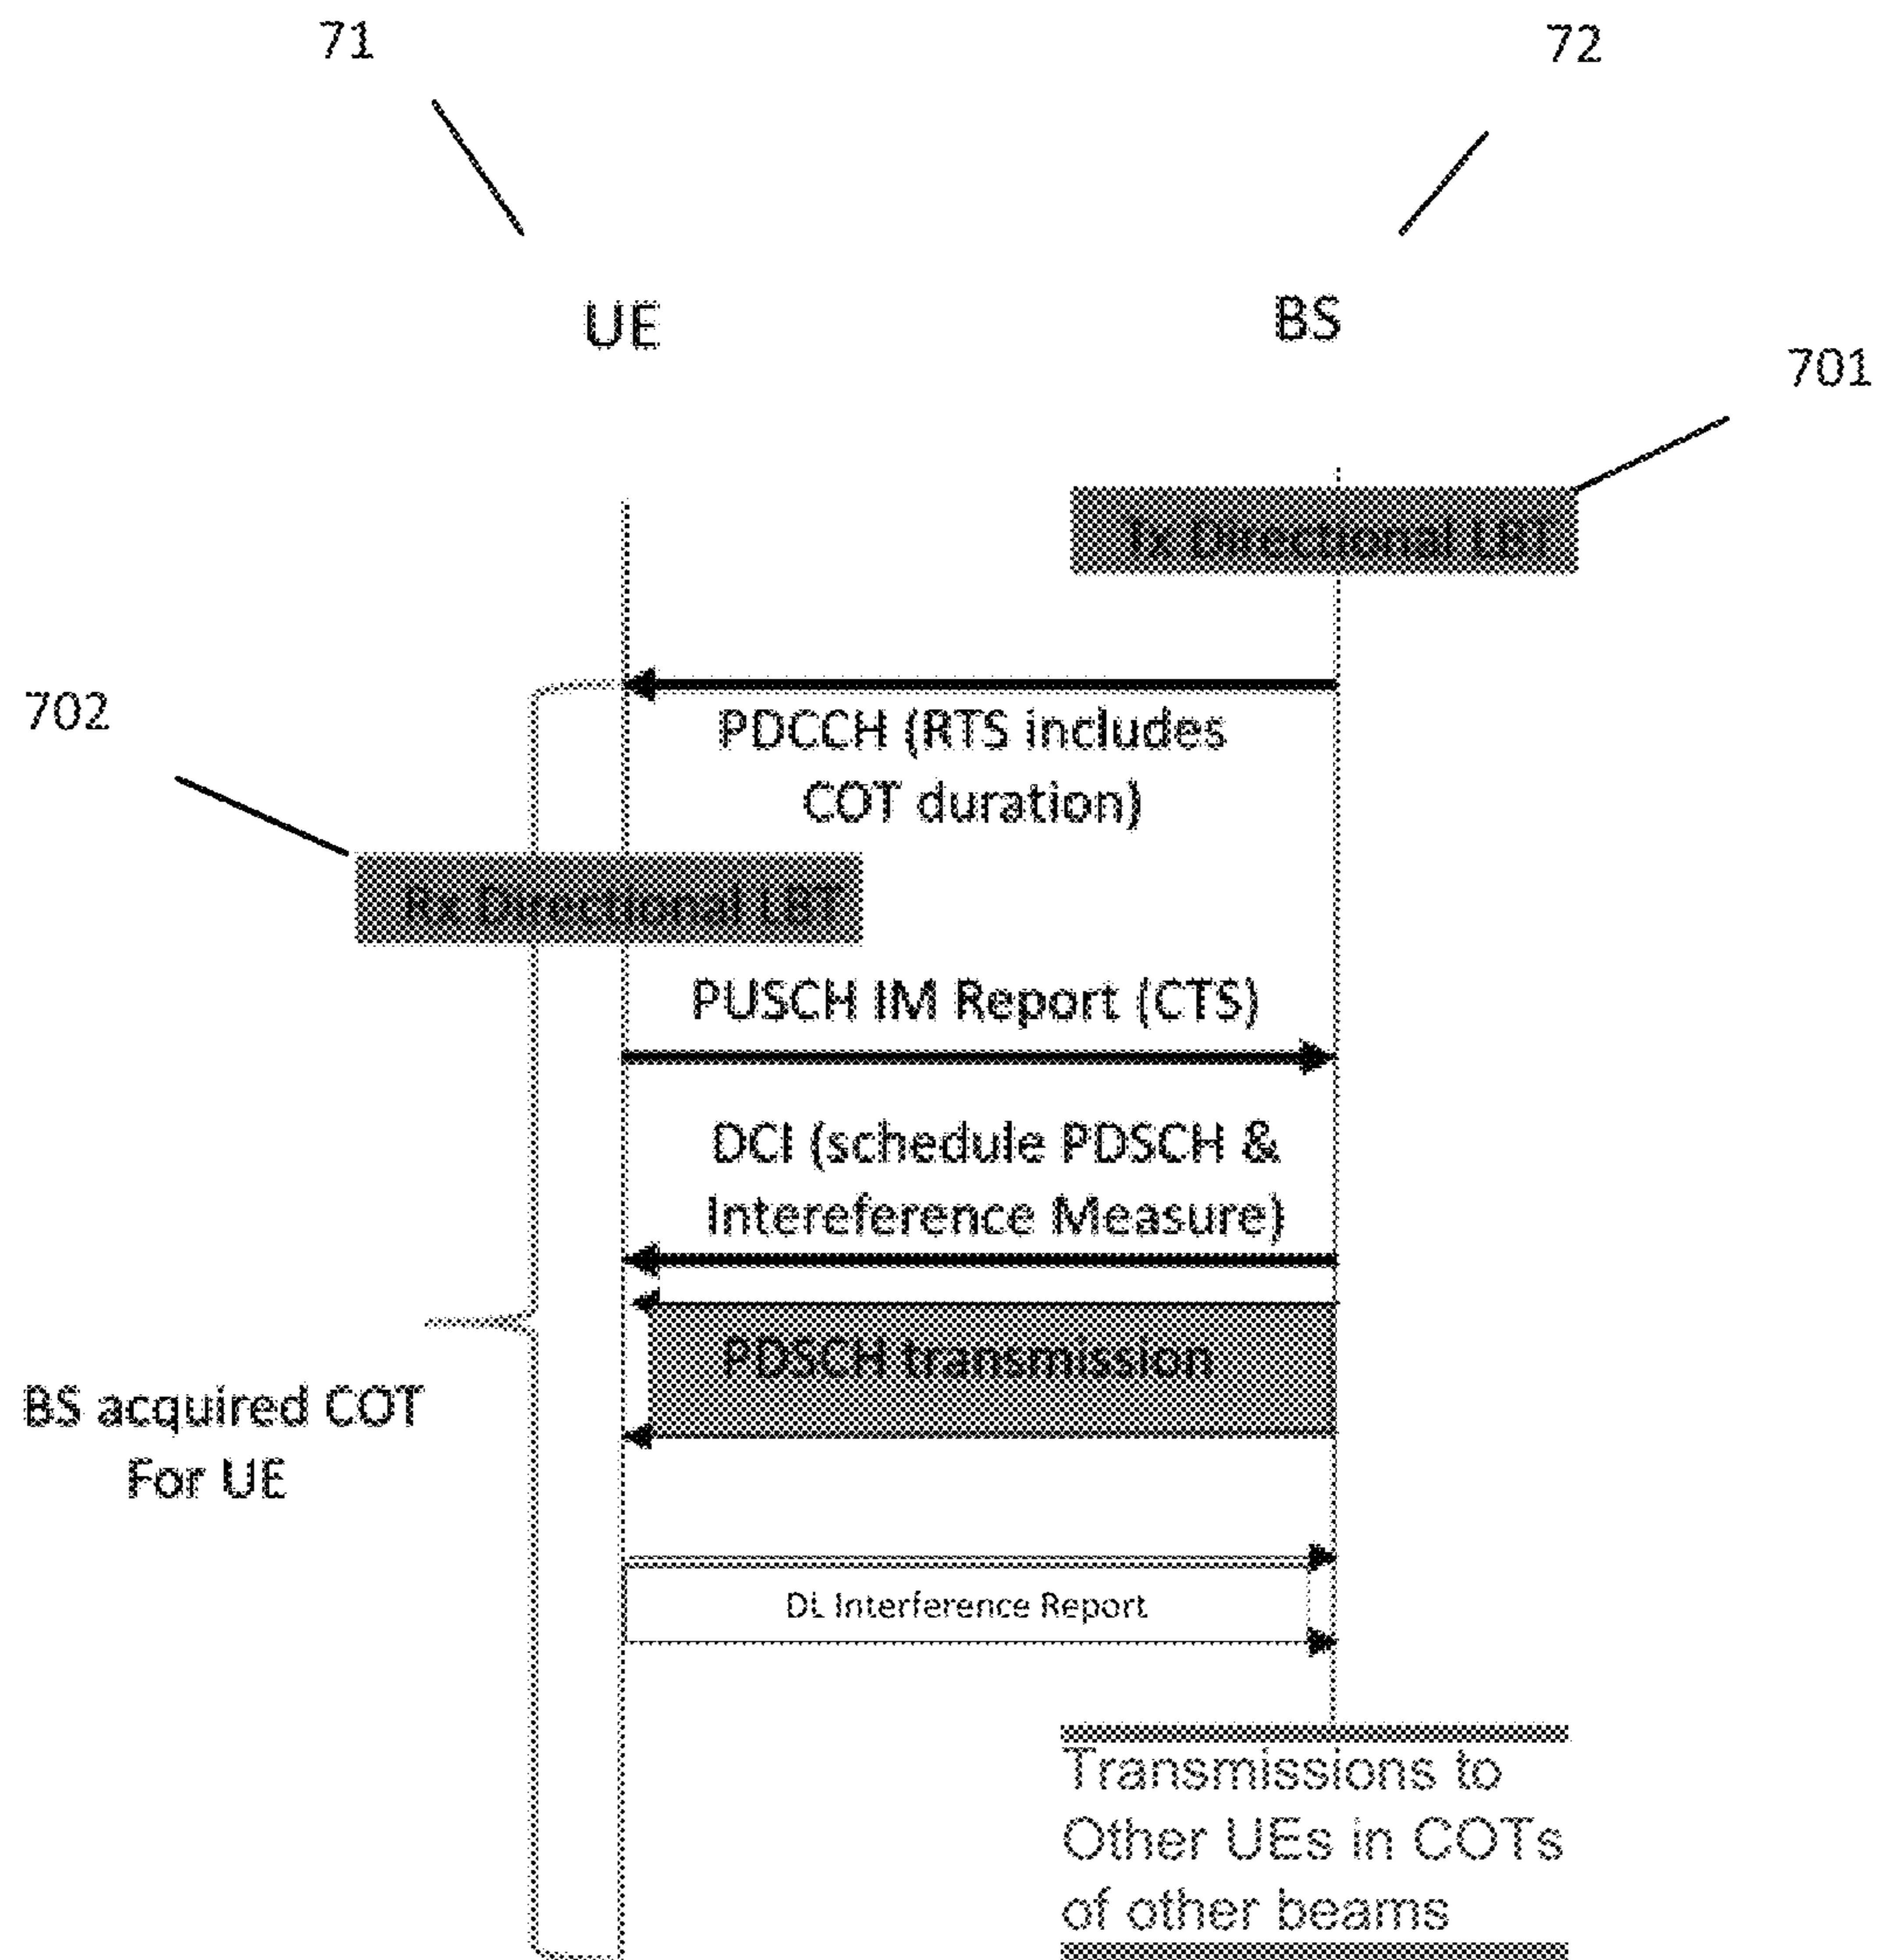 71
72
UE
BS
701
Tx Directional LBT
PDCCH (RTS includes
COT duration)
702
Rx Directional LBT
PUSCH IM Report (CTS)
DCI (schedule PDSCH &
Intereference Measure)
PDSCH transmission
BS acquired COT
For UE
DL Interference Report
Transmissions to
Other UEs in COTs
of other beams